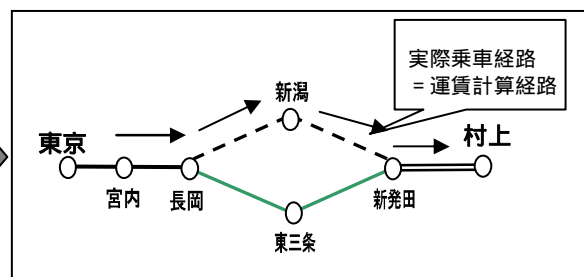 実際乗車経路
= 運賃計算経路
新潟
東京
村上
宮内
長岡
新発田
東三条